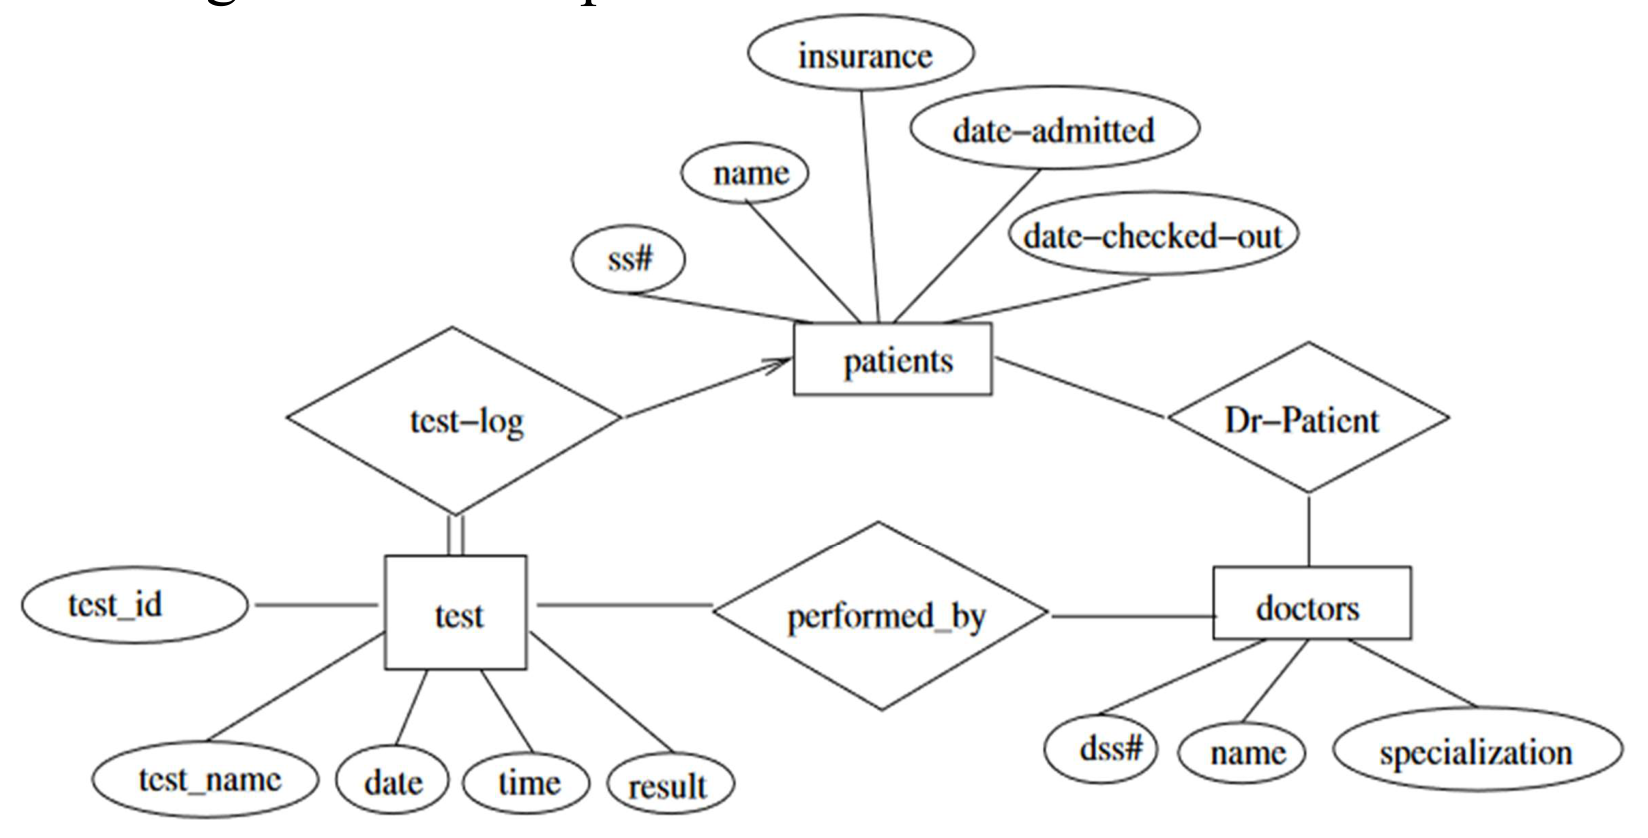 insurance
date-admitted
name
date-checked-out
ss#
patients
test-log
Dr-Patient
test_id
test
performed_by
doctors
test_name
date
time
result
dss#
name
specialization